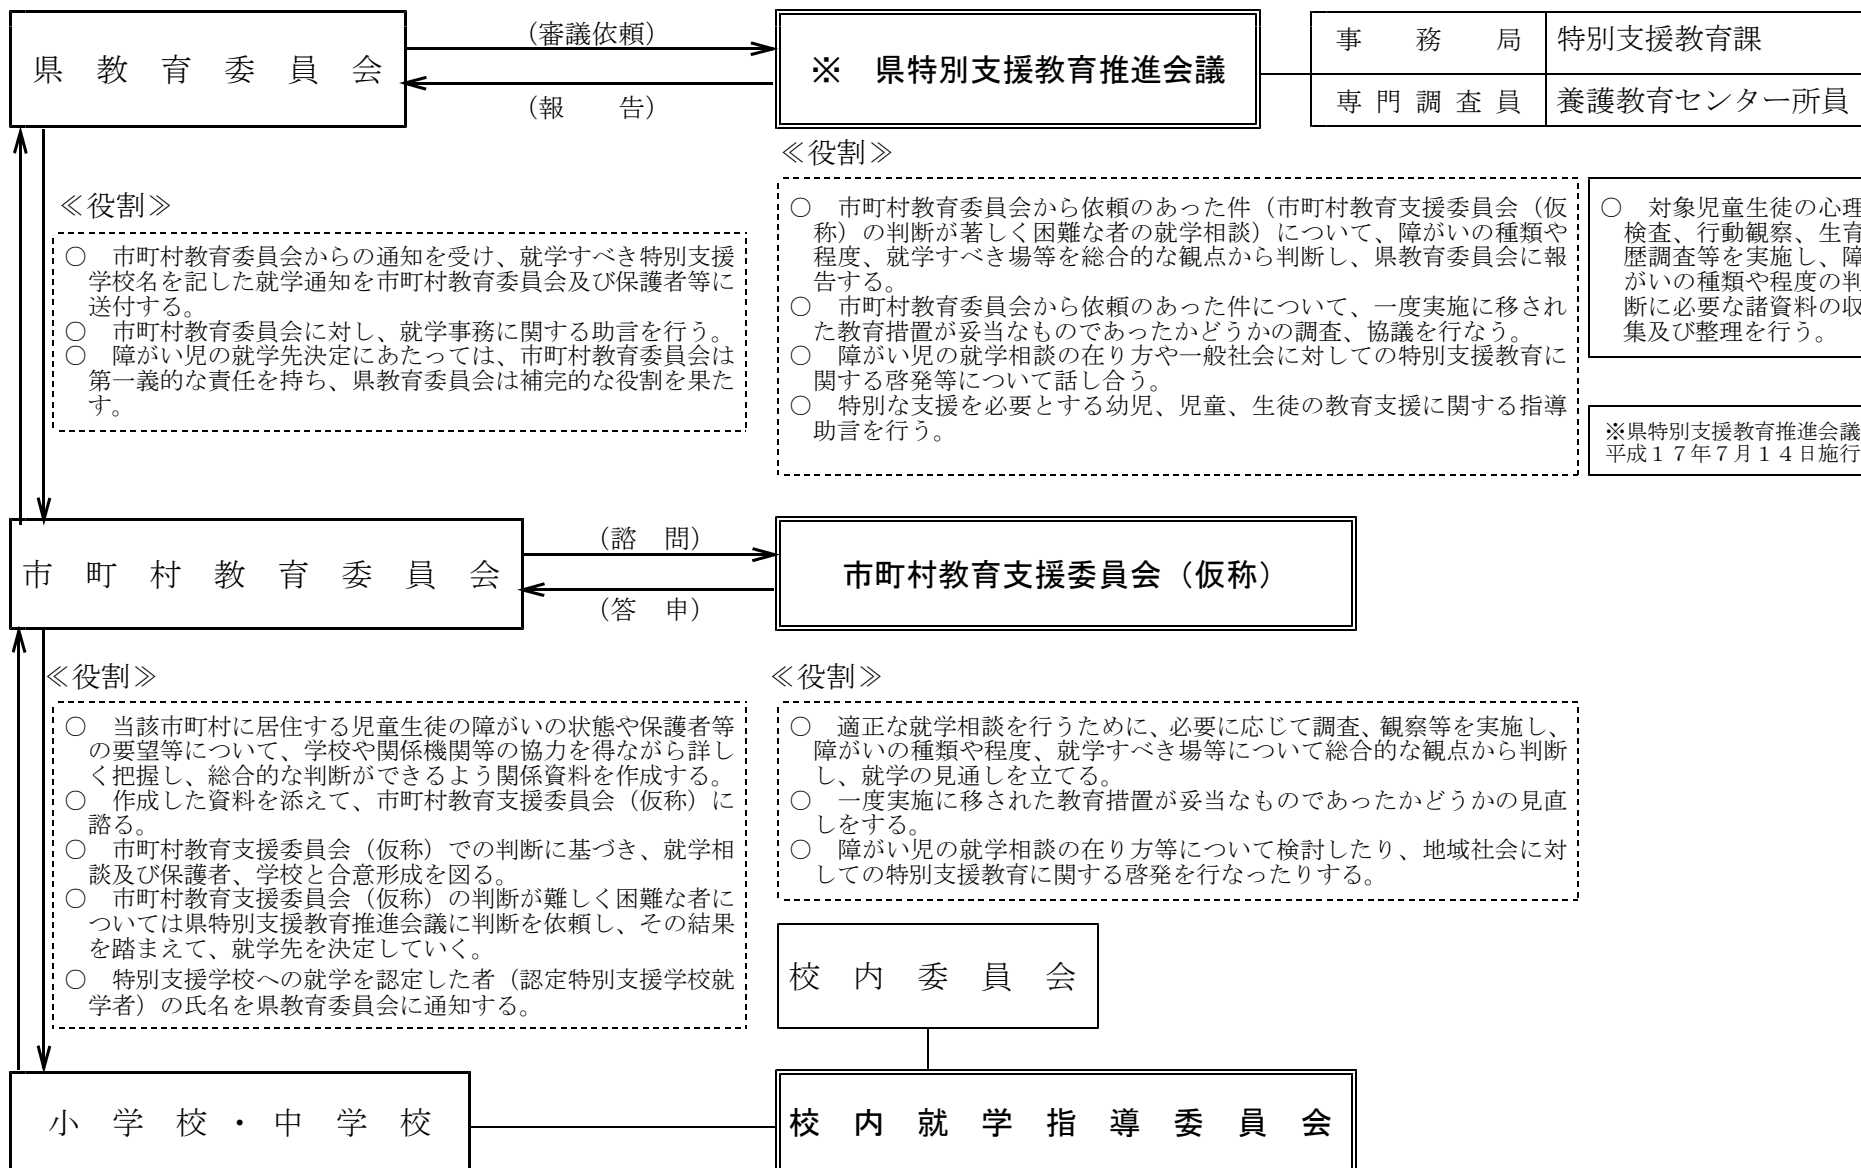 県教育委員会
(審議依頼)
(報　告)
※　県特別支援教育推進会議
事務局　特別支援教育課
専門調査員　養護教育センター所員
≪役割≫
○　市町村教育委員会からの通知を受け、就学すべき特別支援
学校名を記した就学通知を市町村教育委員会及び保護者等に
送付する。
○　市町村教育委員会に対し、就学事務に関する助言を行う。
○　障がい児の就学先決定にあたっては、市町村教育委員会は
第一義的な責任を持ち、県教育委員会は補完的な役割を果た
す。
≪役割≫
○　市町村教育委員会から依頼のあった件（市町村教育支援委員会（仮
称）の判断が著しく困難な者の就学相談）について、障がいの種類や
程度、就学すべき場等を総合的な観点から判断し、県教育委員会に報
告する。
○　市町村教育委員会から依頼のあった件について、一度実施に移され
た教育措置が妥当なものであったかどうかの調査、協議を行なう。
○　障がい児の就学相談の在り方や一般社会に対しての特別支援教育に
関する啓発等について話し合う。
○　特別な支援を必要とする幼児、児童、生徒の教育支援に関する指導
助言を行う。
○　対象児童生徒の心理
検査、行動観察、生育
歴調査等を実施し、障
がいの種類や程度の判
断に必要な諸資料の収
集及び整理を行う。
※県特別支援教育推進会議
平成１７年７月１４日施行
市町村教育委員会
(諮　問)
(答　申)
市町村教育支援委員会（仮称）
≪役割≫
○　当該市町村に居住する児童生徒の障がいの状態や保護者等
の要望等について、学校や関係機関等の協力を得ながら詳し
く把握し、総合的な判断ができるよう関係資料を作成する。
○　作成した資料を添えて、市町村教育支援委員会（仮称）に
諮る。
○　市町村教育支援委員会（仮称）での判断に基づき、就学相
談及び保護者、学校と合意形成を図る。
○　市町村教育支援委員会（仮称）の判断が難しく困難な者に
ついては県特別支援教育推進会議に判断を依頼し、その結果
を踏まえて、就学先を決定していく。
○　特別支援学校への就学を認定した者（認定特別支援学校就
学者）の氏名を県教育委員会に通知する。
≪役割≫
○　適正な就学相談を行うために、必要に応じて調査、観察等を実施し、
障がいの種類や程度、就学すべき場等について総合的な観点から判断
し、就学の見通しを立てる。
○　一度実施に移された教育措置が妥当なものであったかどうかの見直
しをする。
○　障がい児の就学相談の在り方等について検討したり、地域社会に対
しての特別支援教育に関する啓発を行なったりする。
校内委員会
小学校・中学校
校内就学指導委員会